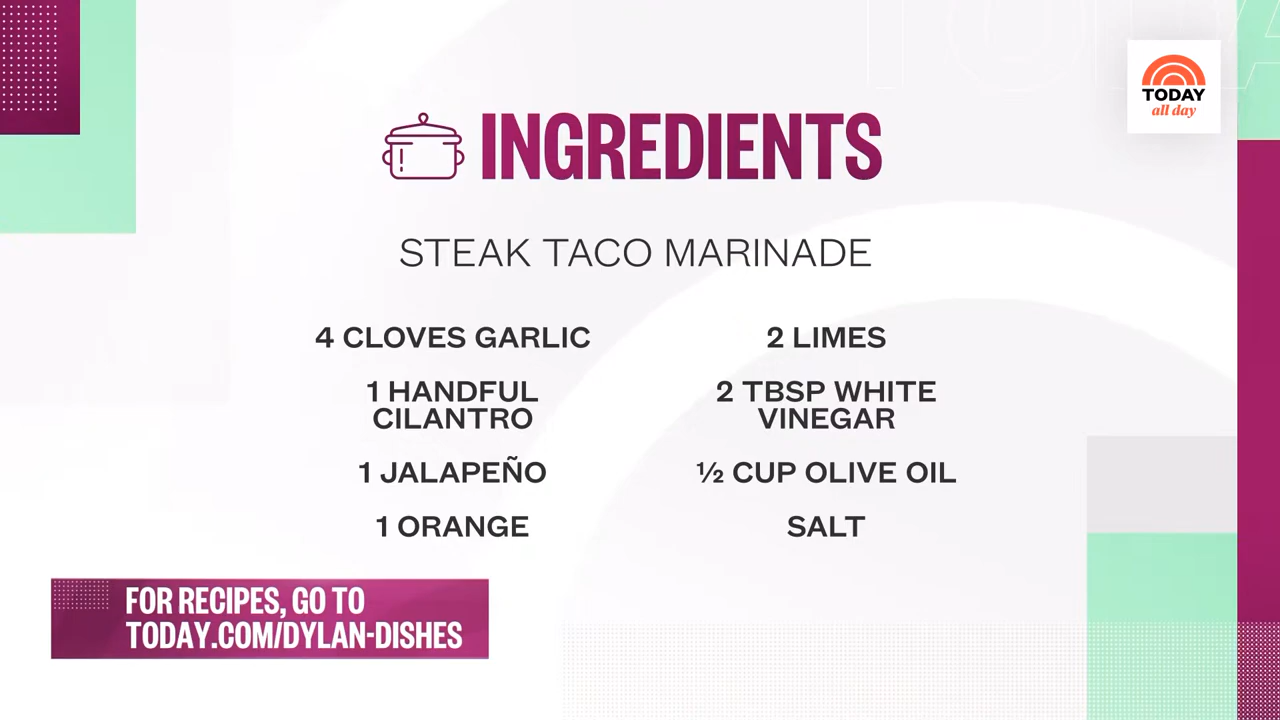 TODAY
all day
INGREDIENTS
STEAK TACO MARINADE
4 CLOVES GARLIC
1 HANDFUL
CILANTRO
1 JALAPEÑO
1 ORANGE
2 LIMES
2 TBSP WHITE
VINEGAR
½ CUP OLIVE OIL
SALT
FOR RECIPES, GO TO
TODAY.COM/DYLAN-DISHES